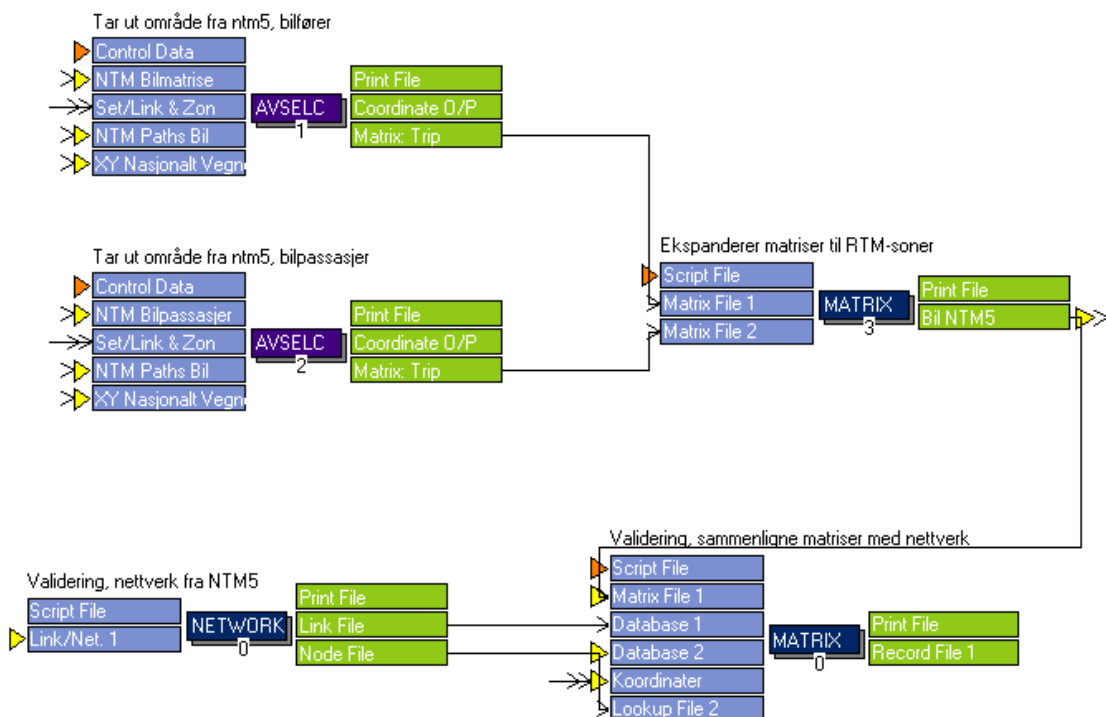 Tar ut område fra ntm5, bilfører
Control Data
NTM Bilmatrise
Set/Link & Zon
NTM Paths Bil
XY Nasjonalt Vegn
AVSELC
1
Print File
Coordinate O/P
Matrix: Trip
Tar ut område fra ntm5, bilpassasjer
Control Data
NTM Bilpassasjer
Set/Link & Zon
NTM Paths Bil
XY Nasjonalt Vegn
AVSELC
2
Print File
Coordinate O/P
Matrix: Trip
Ekspanderer matriser til RTM-soner
Script File
Matrix File 1
Matrix File 2
MATRIX
3
Print File
Bil NTM5
Validering, nettverk fra NTM5
Script File
Link/Net. 1
NETWORK
0
Print File
Link File
Node File
Validering, sammenligne matriser med nettverk
Script File
Matrix File 1
Database 1
Database 2
Koordinater
Lookup File 2
MATRIX
0
Print File
Record File 1